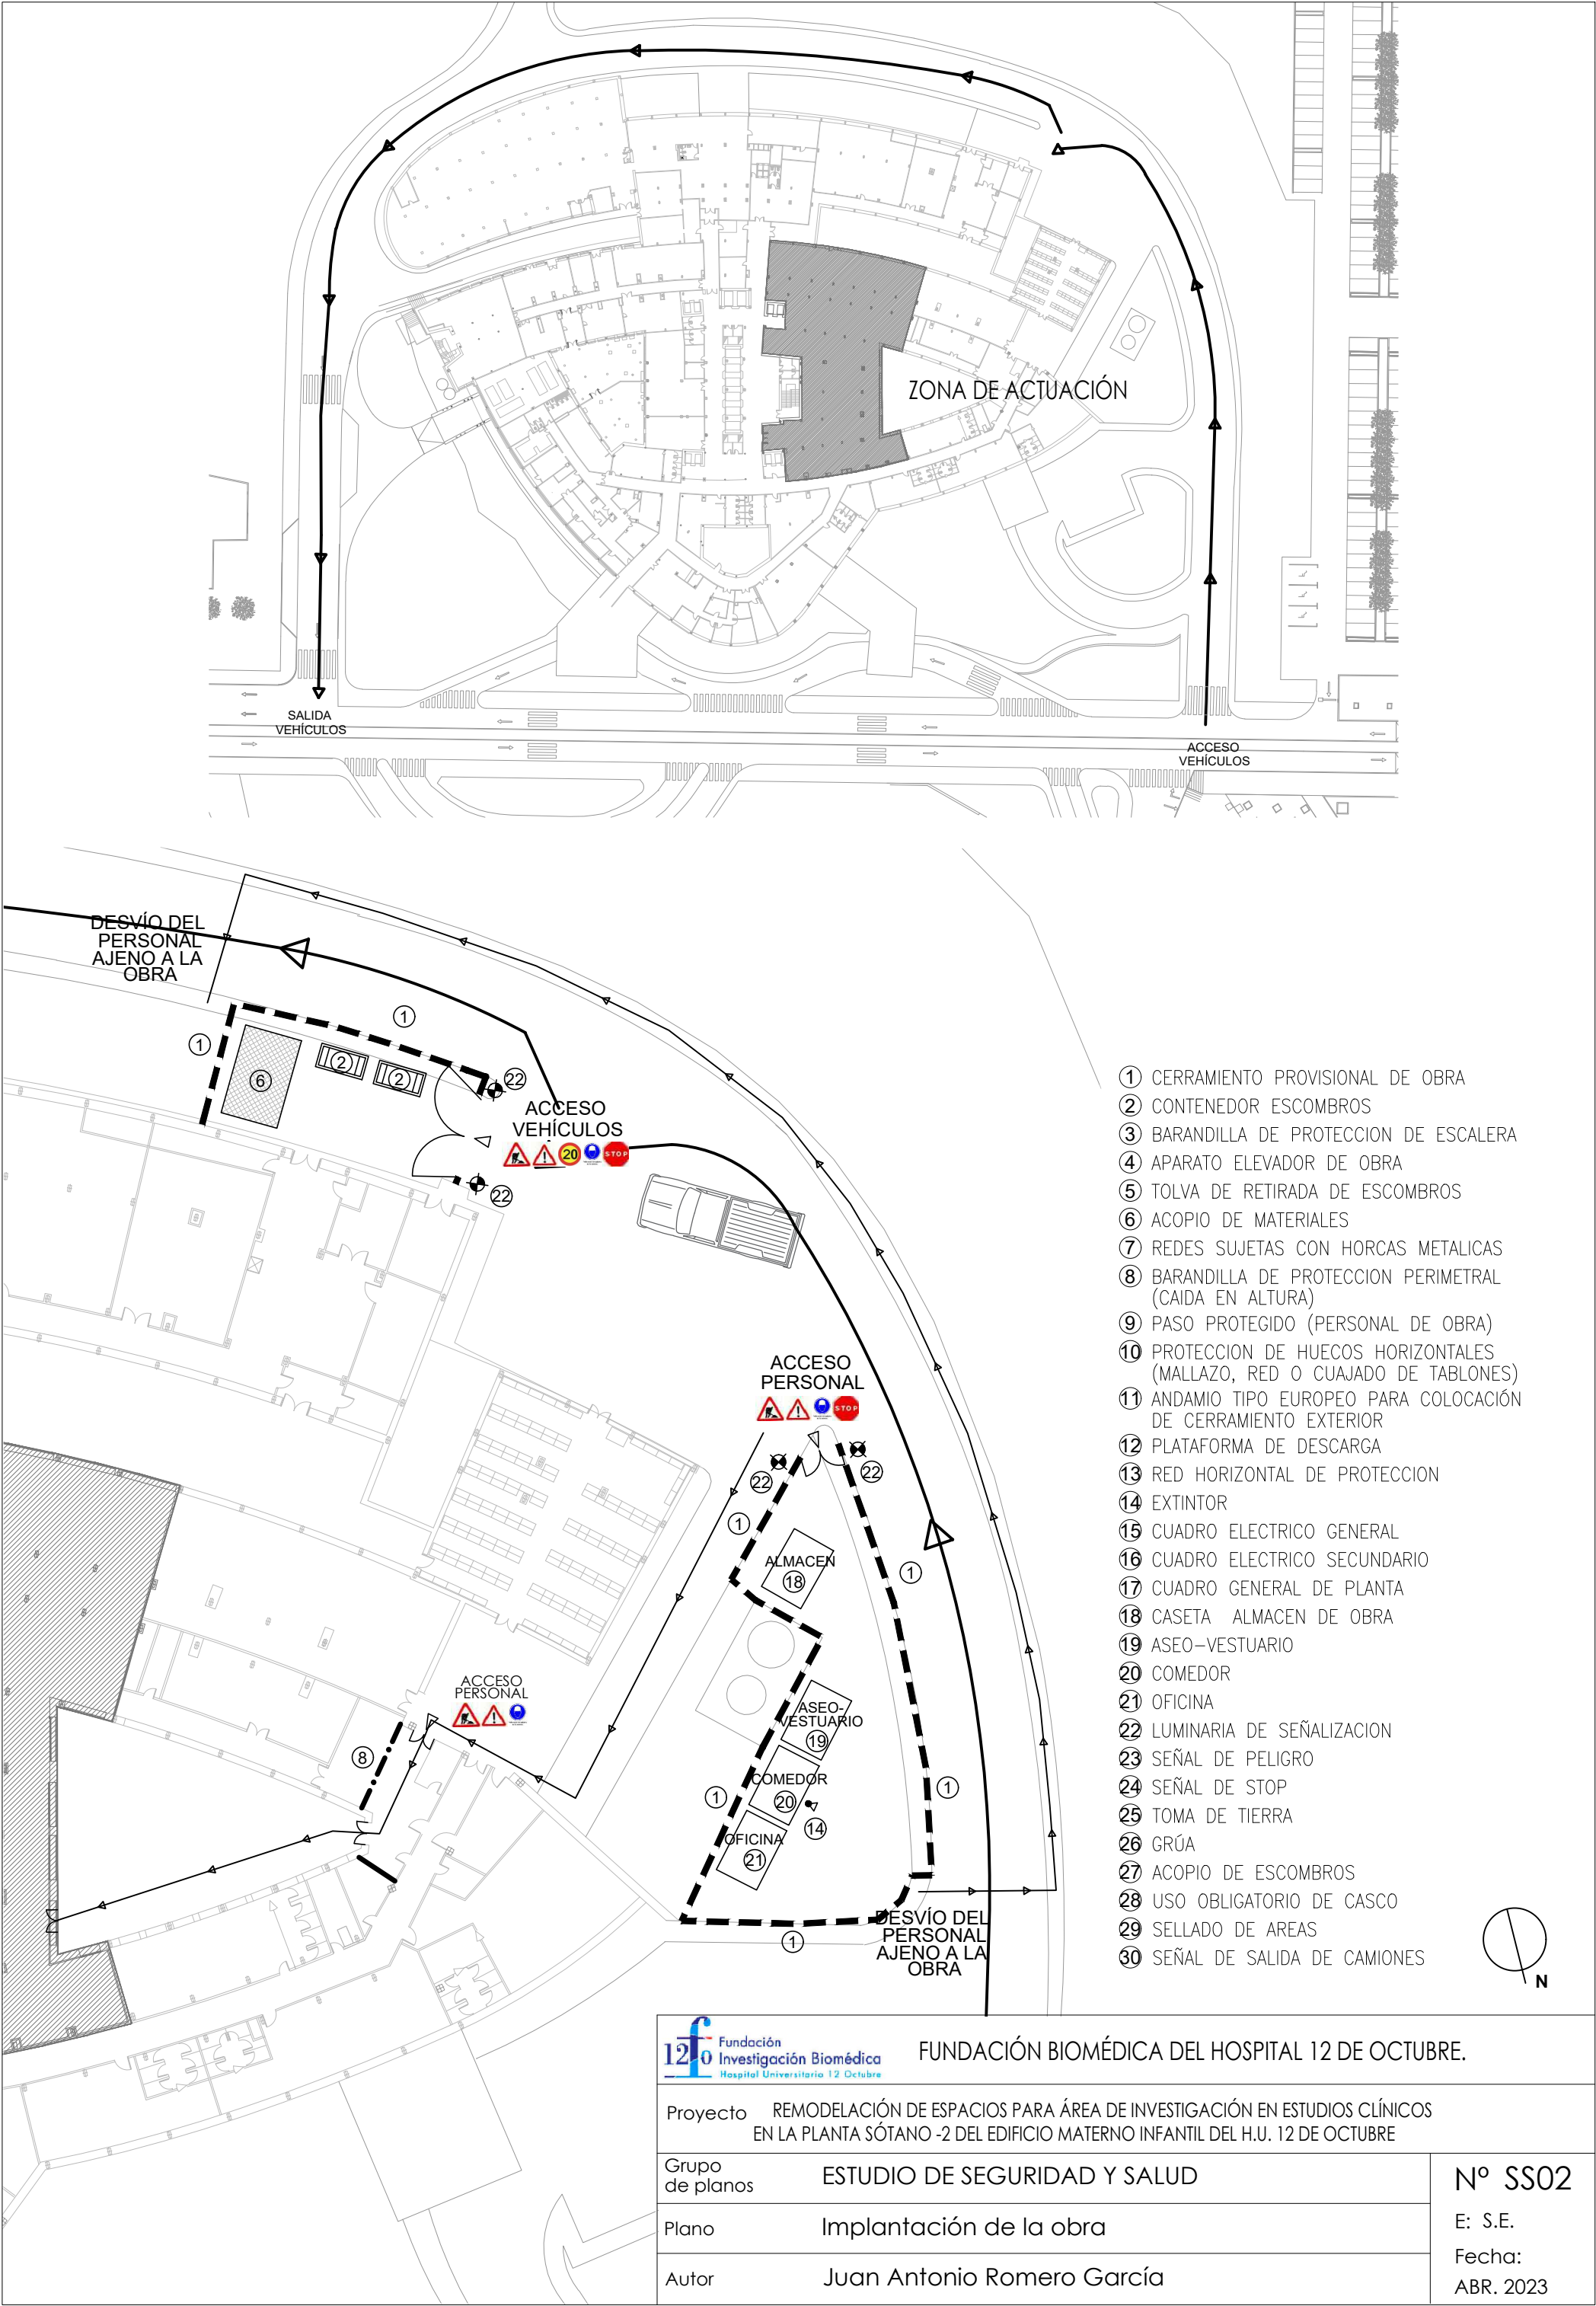 ZONA DE ACTUACIÓN
SALIDA
VEHÍCULOS
ACCESO
VEHÍCULOS
DESVÍO DEL
PERSONAL
AJENO A LA
OBRA
1
1
6
2
2
22
ACCESO
VEHÍCULOS
20
STOP
22
ACCESO
PERSONAL
STOP
22
22
1
ALMACEN
18
1
ACCESO
PERSONAL
8
ASEO-
VESTUARIO
19
COMEDOR
20
14
1
1
OFICINA
21
1
DESVÍO DEL
PERSONAL
AJENO A LA
OBRA
1 CERRAMIENTO PROVISIONAL DE OBRA
2 CONTENEDOR ESCOMBROS
3 BARANDILLA DE PROTECCION DE ESCALERA
4 APARATO ELEVADOR DE OBRA
5 TOLVA DE RETIRADA DE ESCOMBROS
6 ACOPIO DE MATERIALES
7 REDES SUJETAS CON HORCAS METALICAS
8 BARANDILLA DE PROTECCION PERIMETRAL
(CAIDA EN ALTURA)
9 PASO PROTEGIDO (PERSONAL DE OBRA)
10 PROTECCION DE HUECOS HORIZONTALES
(MALLAZO, RED O CUAJADO DE TABLONES)
11 ANDAMIO TIPO EUROPEO PARA COLOCACIÓN
DE CERRAMIENTO EXTERIOR
12 PLATAFORMA DE DESCARGA
13 RED HORIZONTAL DE PROTECCION
14 EXTINTOR
15 CUADRO ELECTRICO GENERAL
16 CUADRO ELECTRICO SECUNDARIO
17 CUADRO GENERAL DE PLANTA
18 CASETA ALMACEN DE OBRA
19 ASEO-VESTUARIO
20 COMEDOR
21 OFICINA
22 LUMINARIA DE SEÑALIZACION
23 SEÑAL DE PELIGRO
24 SEÑAL DE STOP
25 TOMA DE TIERRA
26 GRÚA
27 ACOPIO DE ESCOMBROS
28 USO OBLIGATORIO DE CASCO
29 SELLADO DE AREAS
30 SEÑAL DE SALIDA DE CAMIONES
N
12 f o Fundación
Investigación Biomédica
Hospital Universitario 12 Octubre
FUNDACIÓN BIOMÉDICA DEL HOSPITAL 12 DE OCTUBRE.
Proyecto REMODELACIÓN DE ESPACIOS PARA ÁREA DE INVESTIGACIÓN EN ESTUDIOS CLÍNICOS
EN LA PLANTA SÓTANO -2 DEL EDIFICIO MATERNO INFANTIL DEL H.U. 12 DE OCTUBRE
Grupo
de planos
ESTUDIO DE SEGURIDAD Y SALUD
Plano Implantación de la obra
Autor Juan Antonio Romero García
Nº SS02
E: S.E.
Fecha:
ABR. 2023